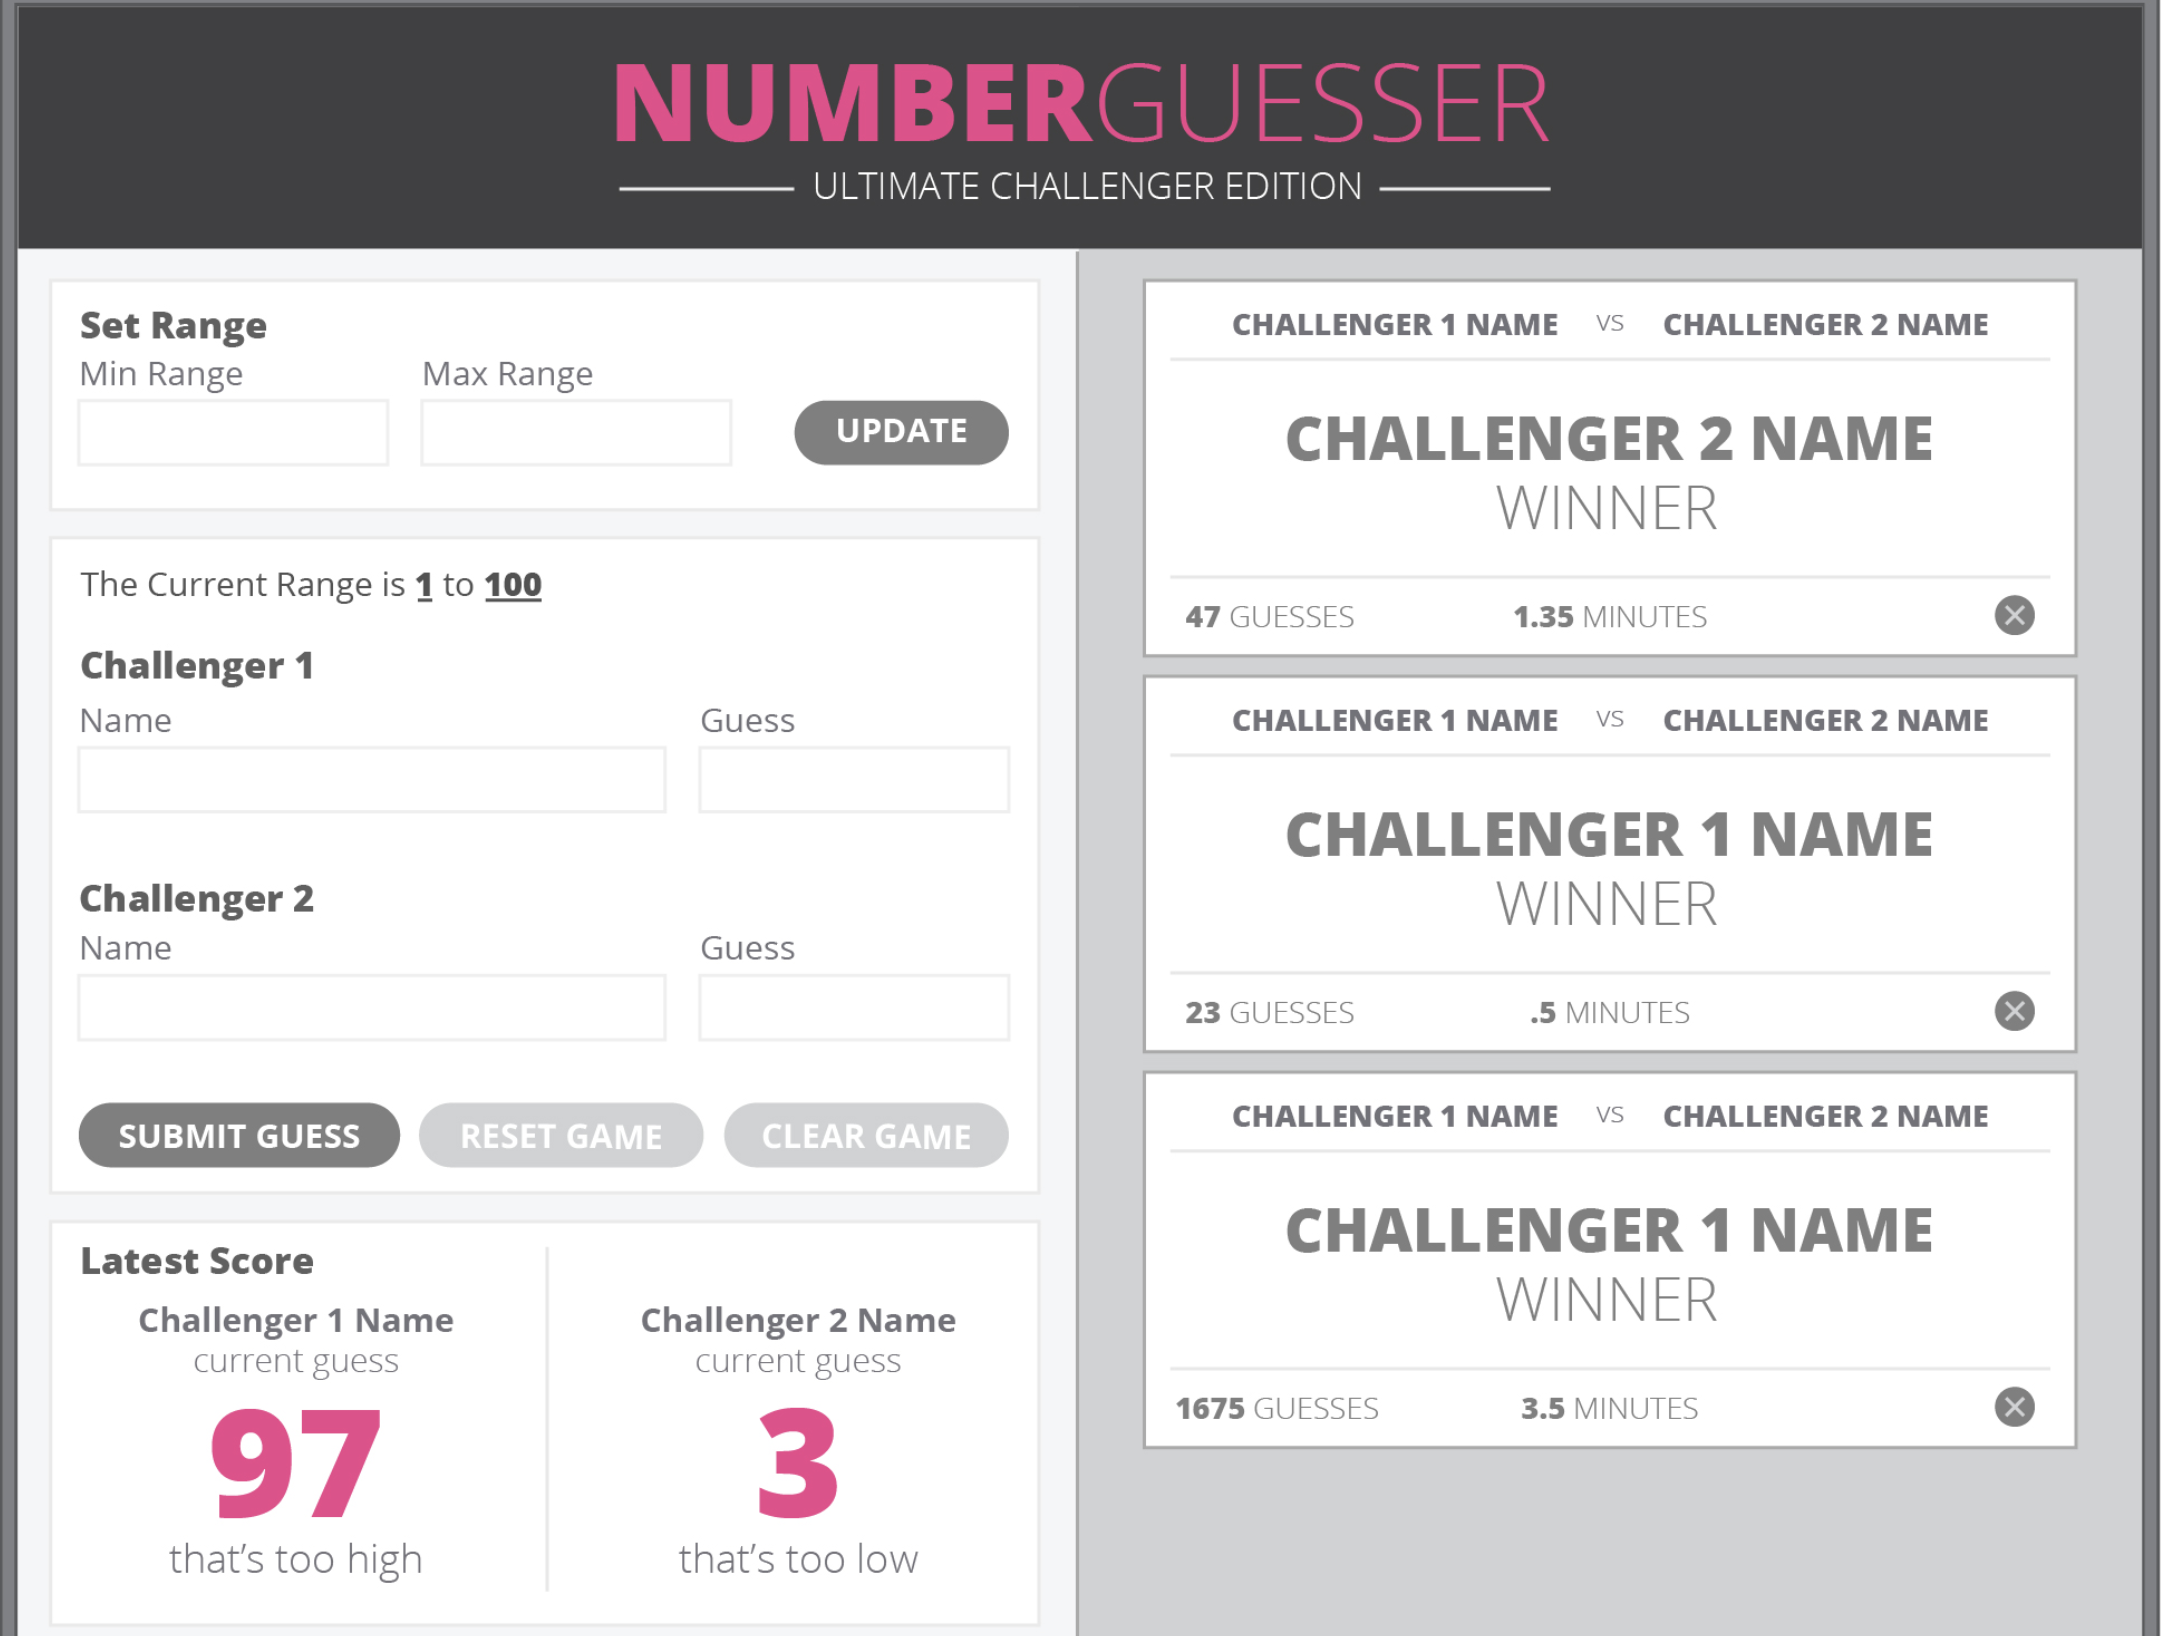 NUMBERGUESSER
ULTIMATE CHALLENGER EDITION
Set Range
Min Range Max Range
UPDATE
The Current Range is 1 to 100
Challenger 1
Name Guess
Challenger 2
Name Guess
SUBMIT GUESS RESET GAME CLEAR GAME
Latest Score
Challenger 1 Name
current guess
97
that's too high
Challenger 2 Name
current guess
3
that's too low
CHALLENGER 1 NAME VS CHALLENGER 2 NAME
CHALLENGER 2 NAME
WINNER
47 GUESSES 1.35 MINUTES
CHALLENGER 1 NAME VS CHALLENGER 2 NAME
CHALLENGER 1 NAME
WINNER
23 GUESSES .5 MINUTES
CHALLENGER 1 NAME VS CHALLENGER 2 NAME
CHALLENGER 1 NAME
WINNER
1675 GUESSES 3.5 MINUTES